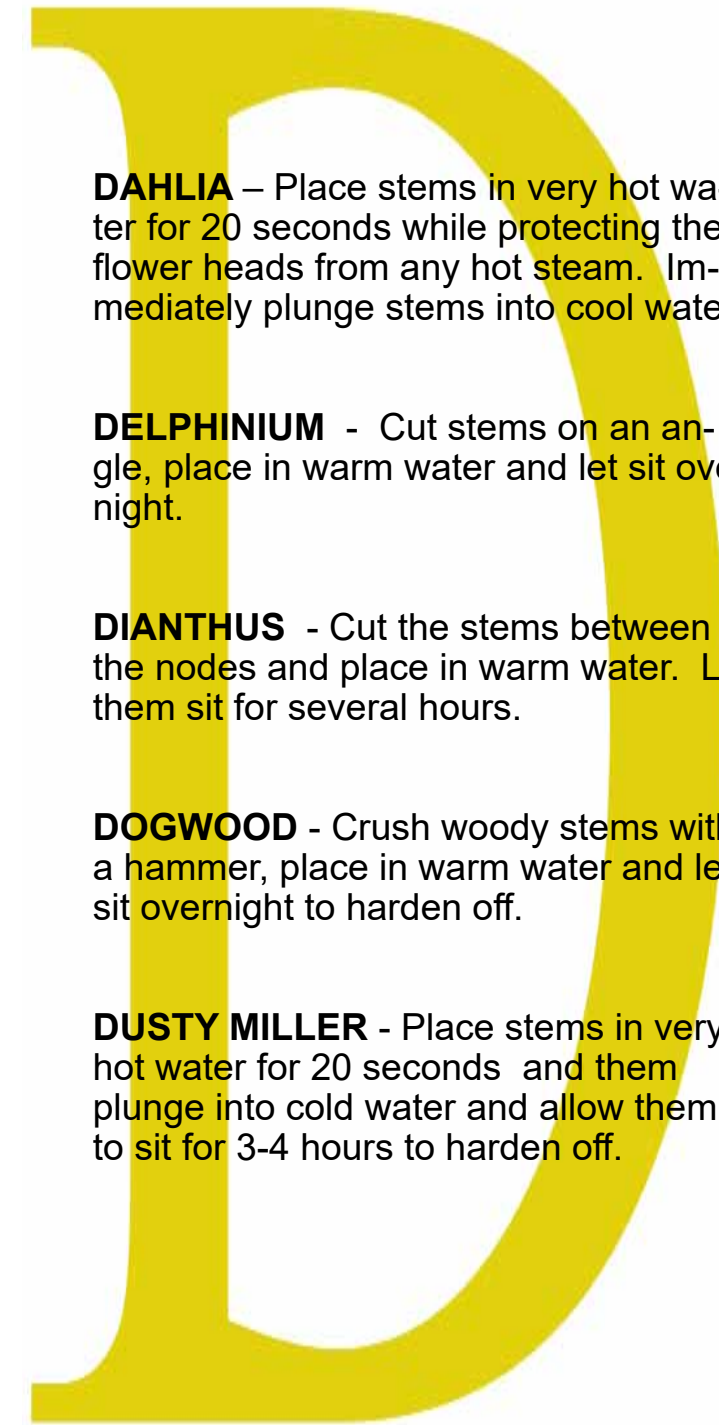 D
DAHLIA – Place stems in very hot wa-
ter for 20 seconds while protecting the
flower heads from any hot steam.  Im-
mediately plunge stems into cool wate
DELPHINIUM  -  Cut stems on an an-
gle, place in warm water and let sit ove
night.
DIANTHUS  - Cut the stems between
the nodes and place in warm water.  L
them sit for several hours.
DOGWOOD - Crush woody stems with
a hammer, place in warm water and le
sit overnight to harden off.
DUSTY MILLER - Place stems in very
hot water for 20 seconds  and them
plunge into cold water and allow them
to sit for 3-4 hours to harden off.